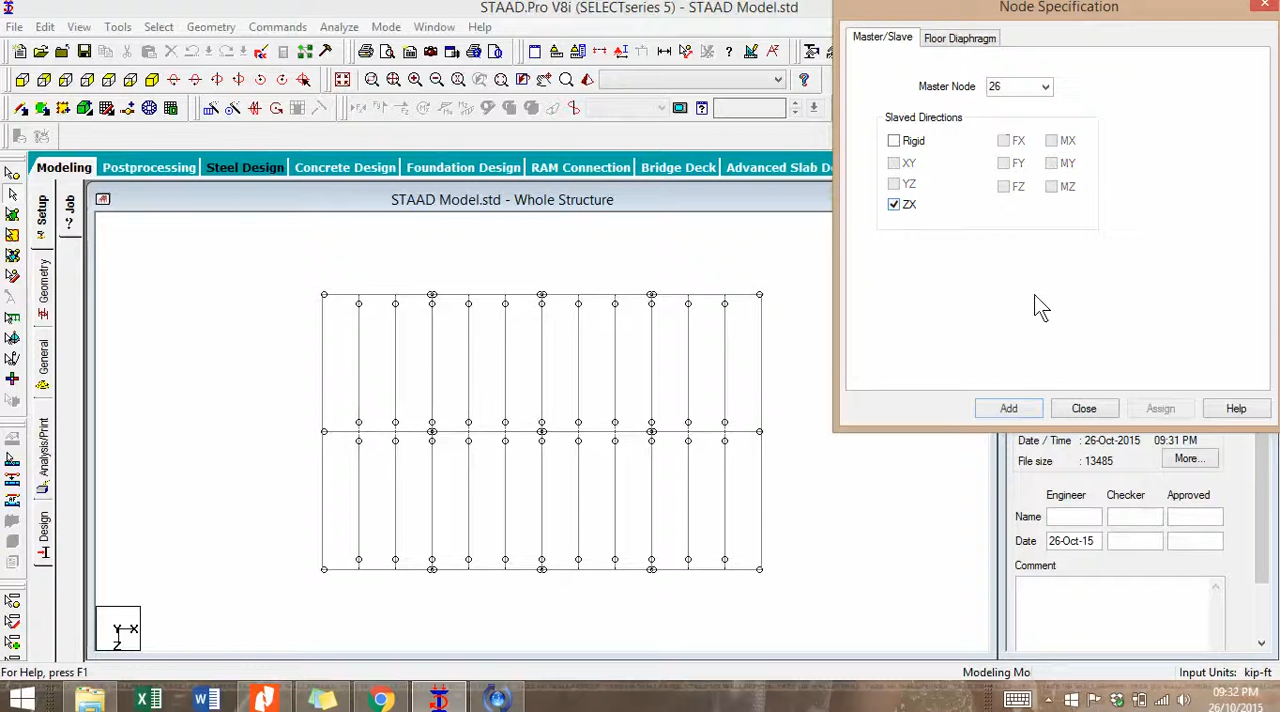 STAAD.Pro V8i (SELECTseries 5) - STAAD Model.std
Node Specification
File Edit View Tools Select Geometry Commands Analyze Mode Window Help
Master/Slave Floor Diaphragm
Master Node 26
Slaved Directions
Rigid FX MX
XY FY MY
YZ FZ MZ
ZX
Add Close Assign Help
Modeling Postprocessing Steel Design Concrete Design Foundation Design RAM Connection Bridge Deck Advanced Slab D
STAAD Model.std - Whole Structure
Setup
Job
Geometry
General
Analysis/Print
Design
Y X
Z
Date / Time : 26-Oct-2015 09:31 PM
File size : 13485 More...
Engineer Checker Approved
Name
Date 26-Oct-15
Comment
For Help, press F1
Modeling Mo Input Units: kip-ft
09:32 PM
26/10/2015